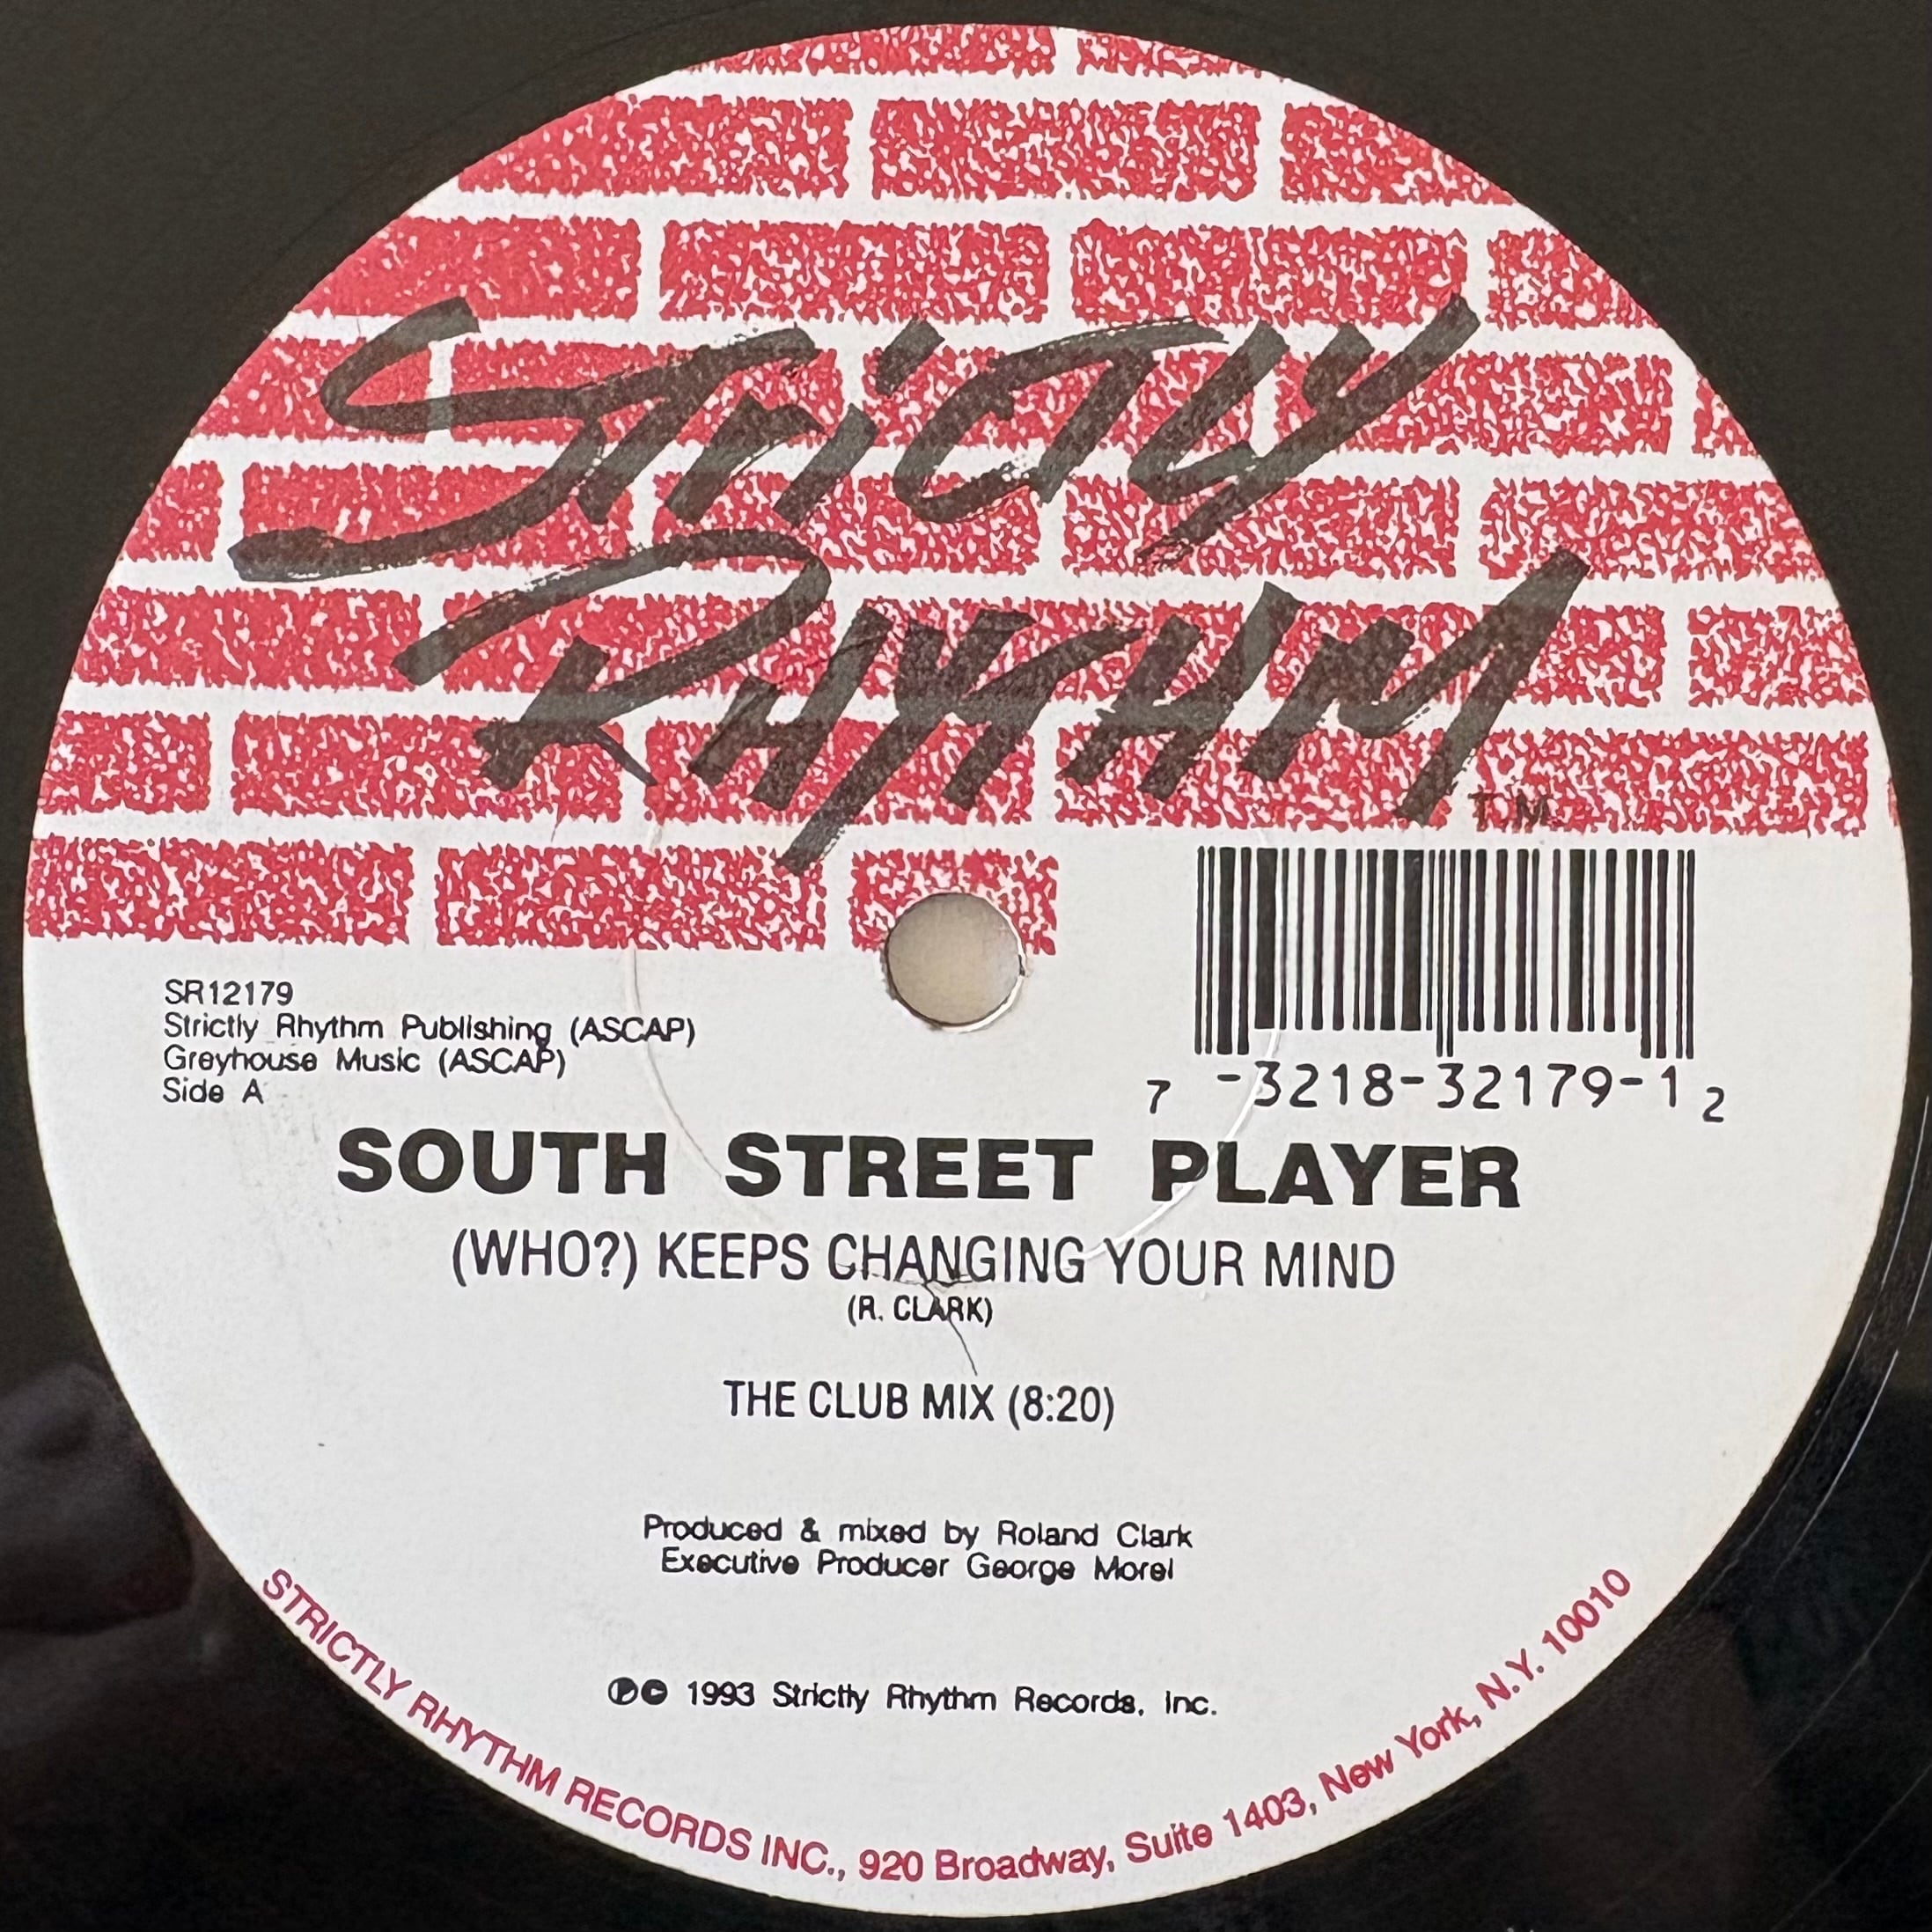 Strictly
Rhythm
T.M.
SR12179
Strictly Rhythm Publishing (ASCAP)
Greyhouse Music (ASCAP)
Side A
7 -3218-32179-1 2
SOUTH STREET PLAYER
(WHO?) KEEPS CHANGING YOUR MIND
(R. CLARK)
THE CLUB MIX (8:20)
Produced & mixed by Roland Clark
Executive Producer George Morel
℗© 1993 Strictly Rhythm Records, Inc.
STRICTLY RHYTHM RECORDS INC., 920 Broadway, Suite 1403, New York, N.Y. 10010